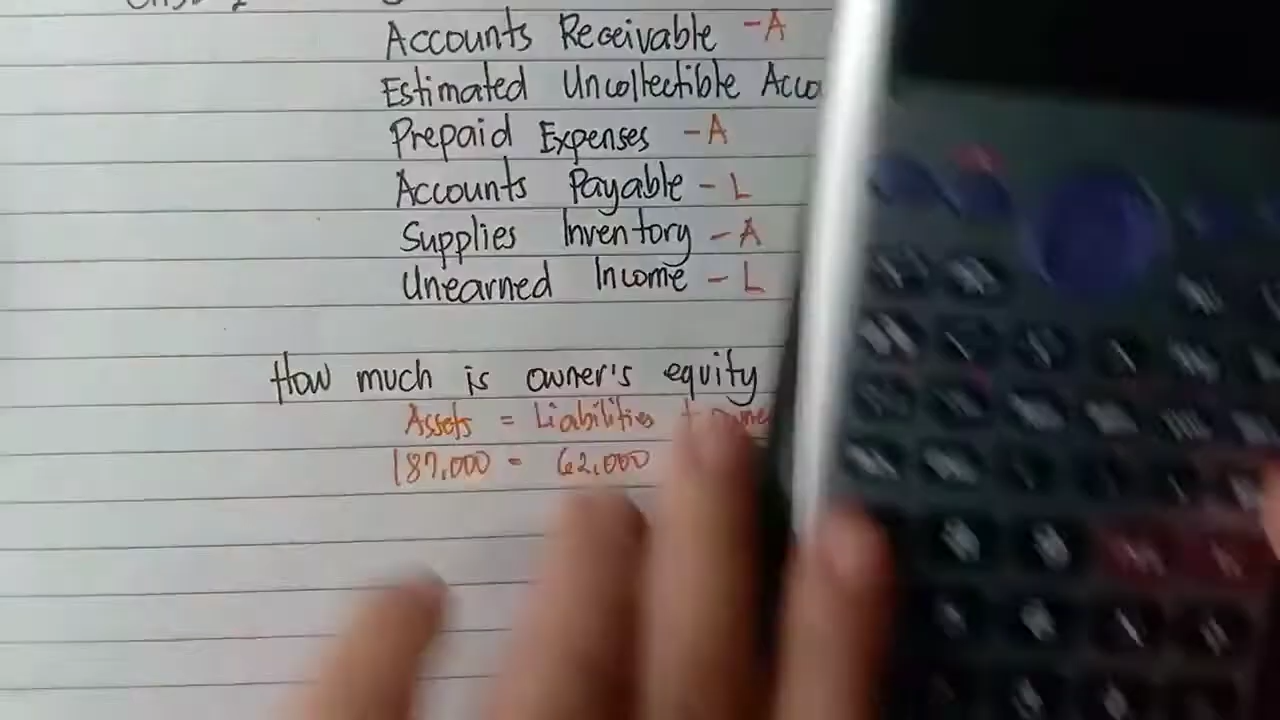 Accounts Receivable - A
Estimated Uncollectible Acco
Prepaid Expenses - A
Accounts Payable - L
Supplies Inventory - A
Unearned Income - L
How much is owner's equity
Assets = Liabilities + owne
187,000 = 62,000